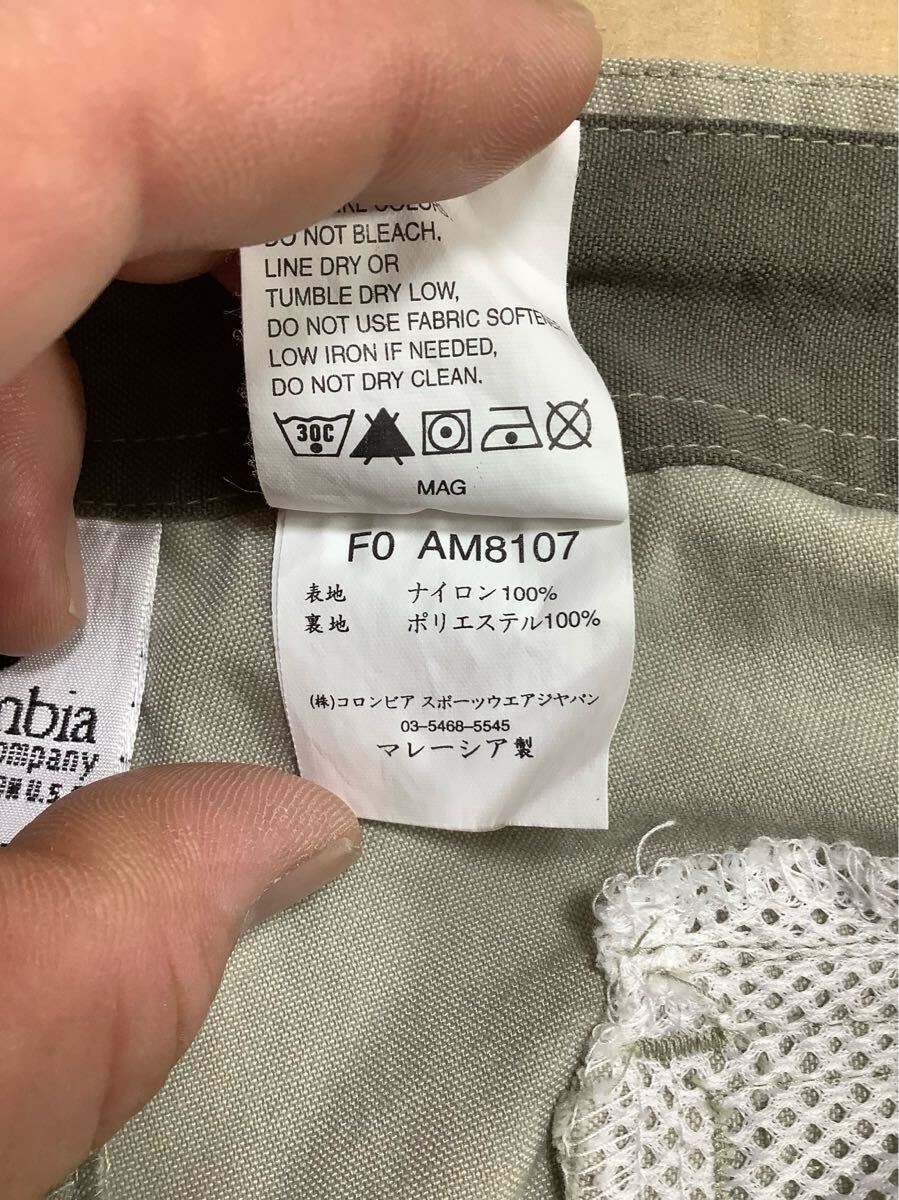 DO NOT BLEACH,
LINE DRY OR
TUMBLE DRY LOW,
DO NOT USE FABRIC
LOW IRON IF NEEDED,
DO NOT DRY CLEAN.
30C
MAG
F0 AM8107
表地 ナイロン100%
裏地 ポリエステル100%
(株)コロンビア スポーツウエアジャパン
03-5468-5545
マレーシア製
mbia
ompany
U.S.